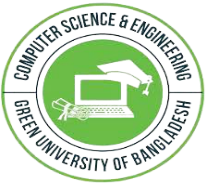 COMPUTER SCIENCE & ENGINEERING
GREEN UNIVERSITY OF BANGLADESH